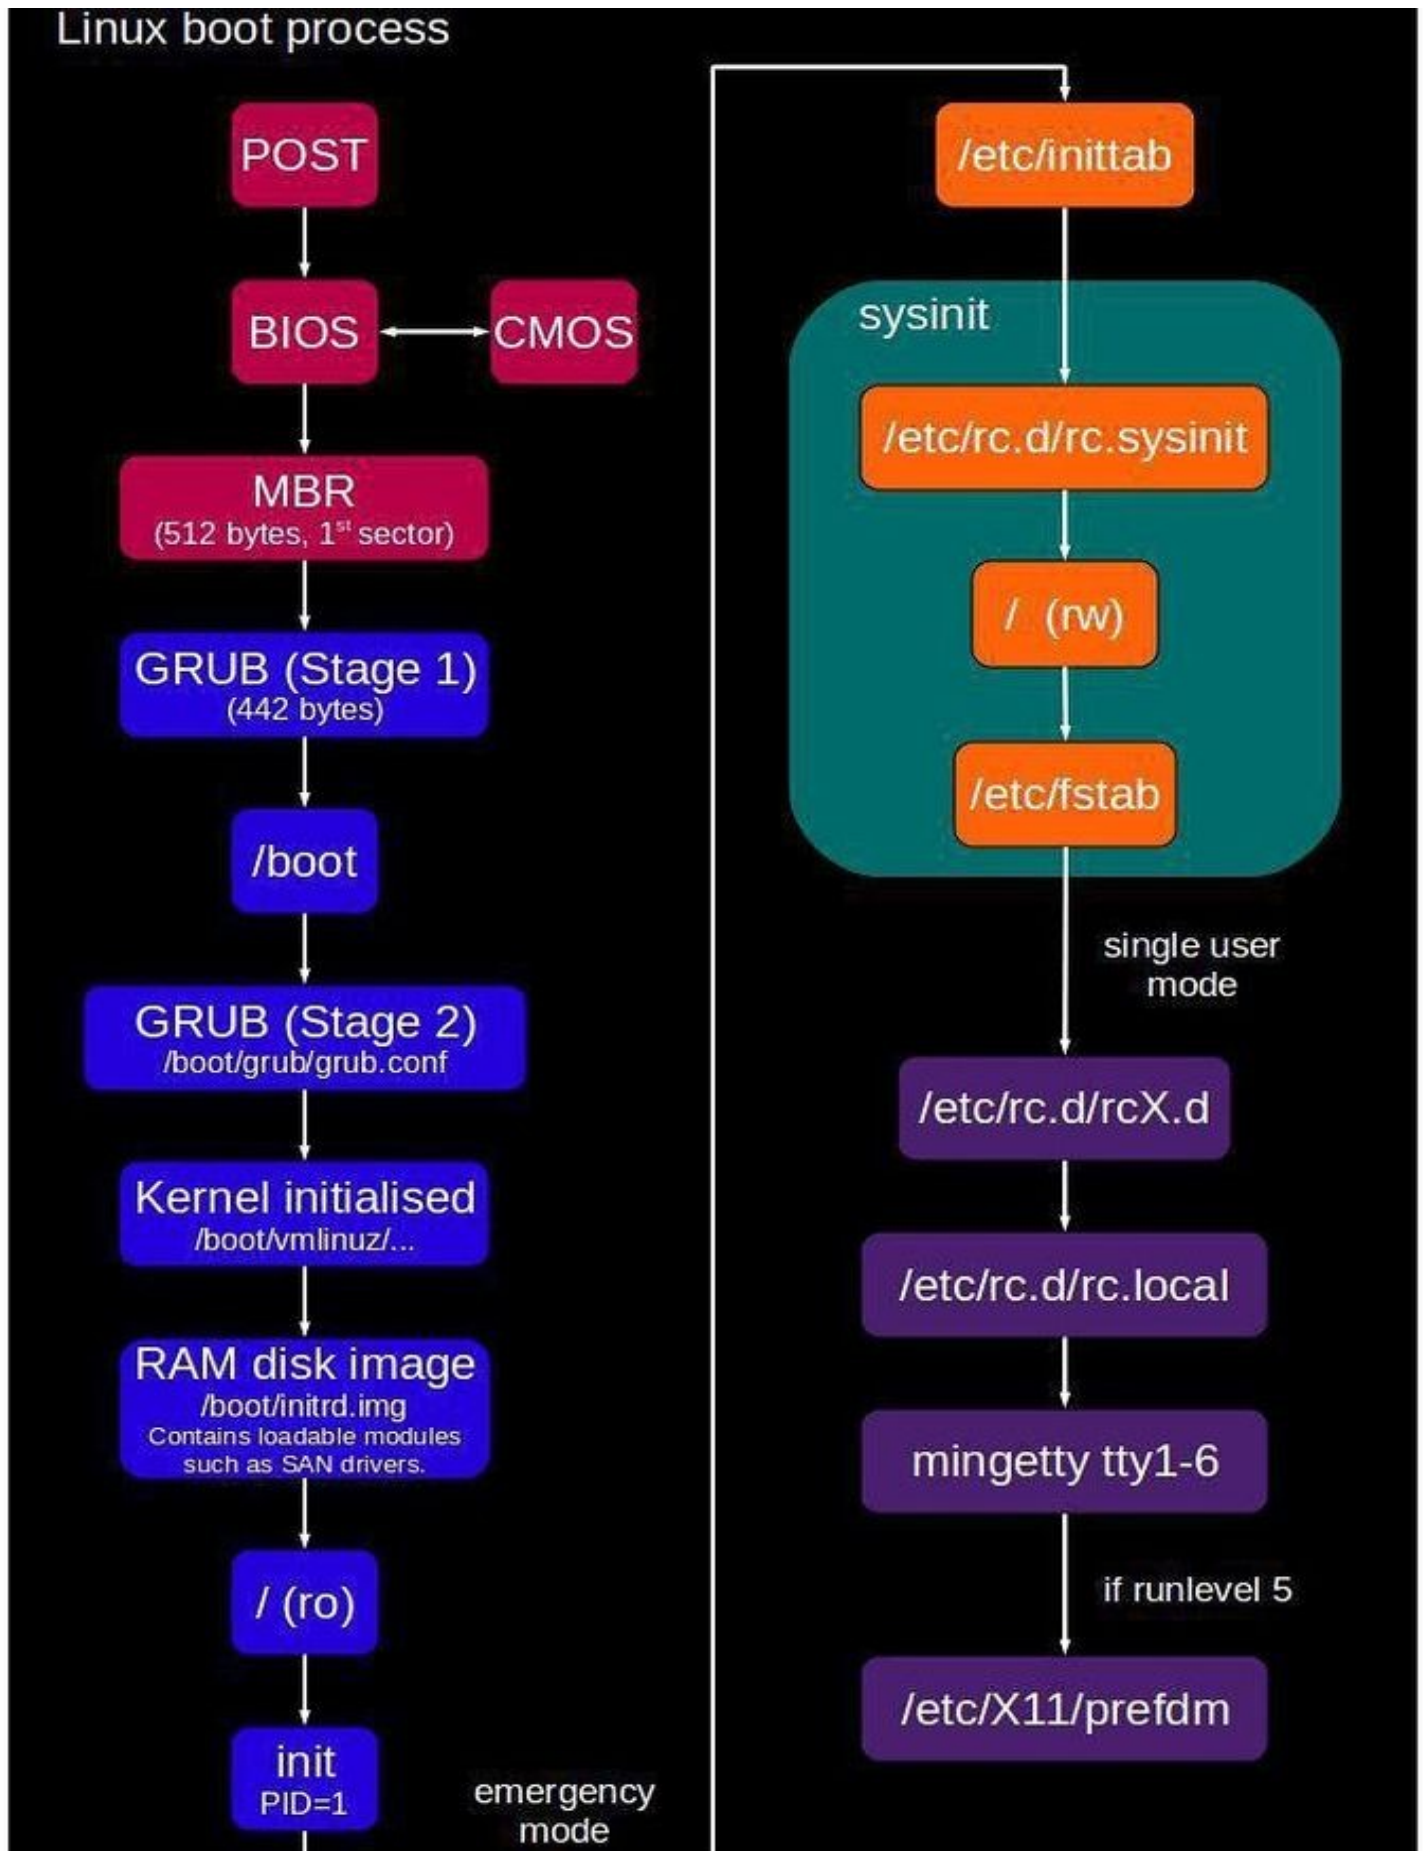 Linux boot process
POST
BIOS
CMOS
MBR
(512 bytes, 1st sector)
GRUB (Stage 1)
(442 bytes)
/boot
GRUB (Stage 2)
/boot/grub/grub.conf
Kernel initialised
/boot/vmlinuz/...
RAM disk image
/boot/initrd.img
Contains loadable modules
such as SAN drivers.
/ (ro)
init
PID=1
emergency
mode
/etc/inittab
sysinit
/etc/rc.d/rc.sysinit
/ (rw)
/etc/fstab
single user
mode
/etc/rc.d/rcX.d
/etc/rc.d/rc.local
mingetty tty1-6
if runlevel 5
/etc/X11/prefdm